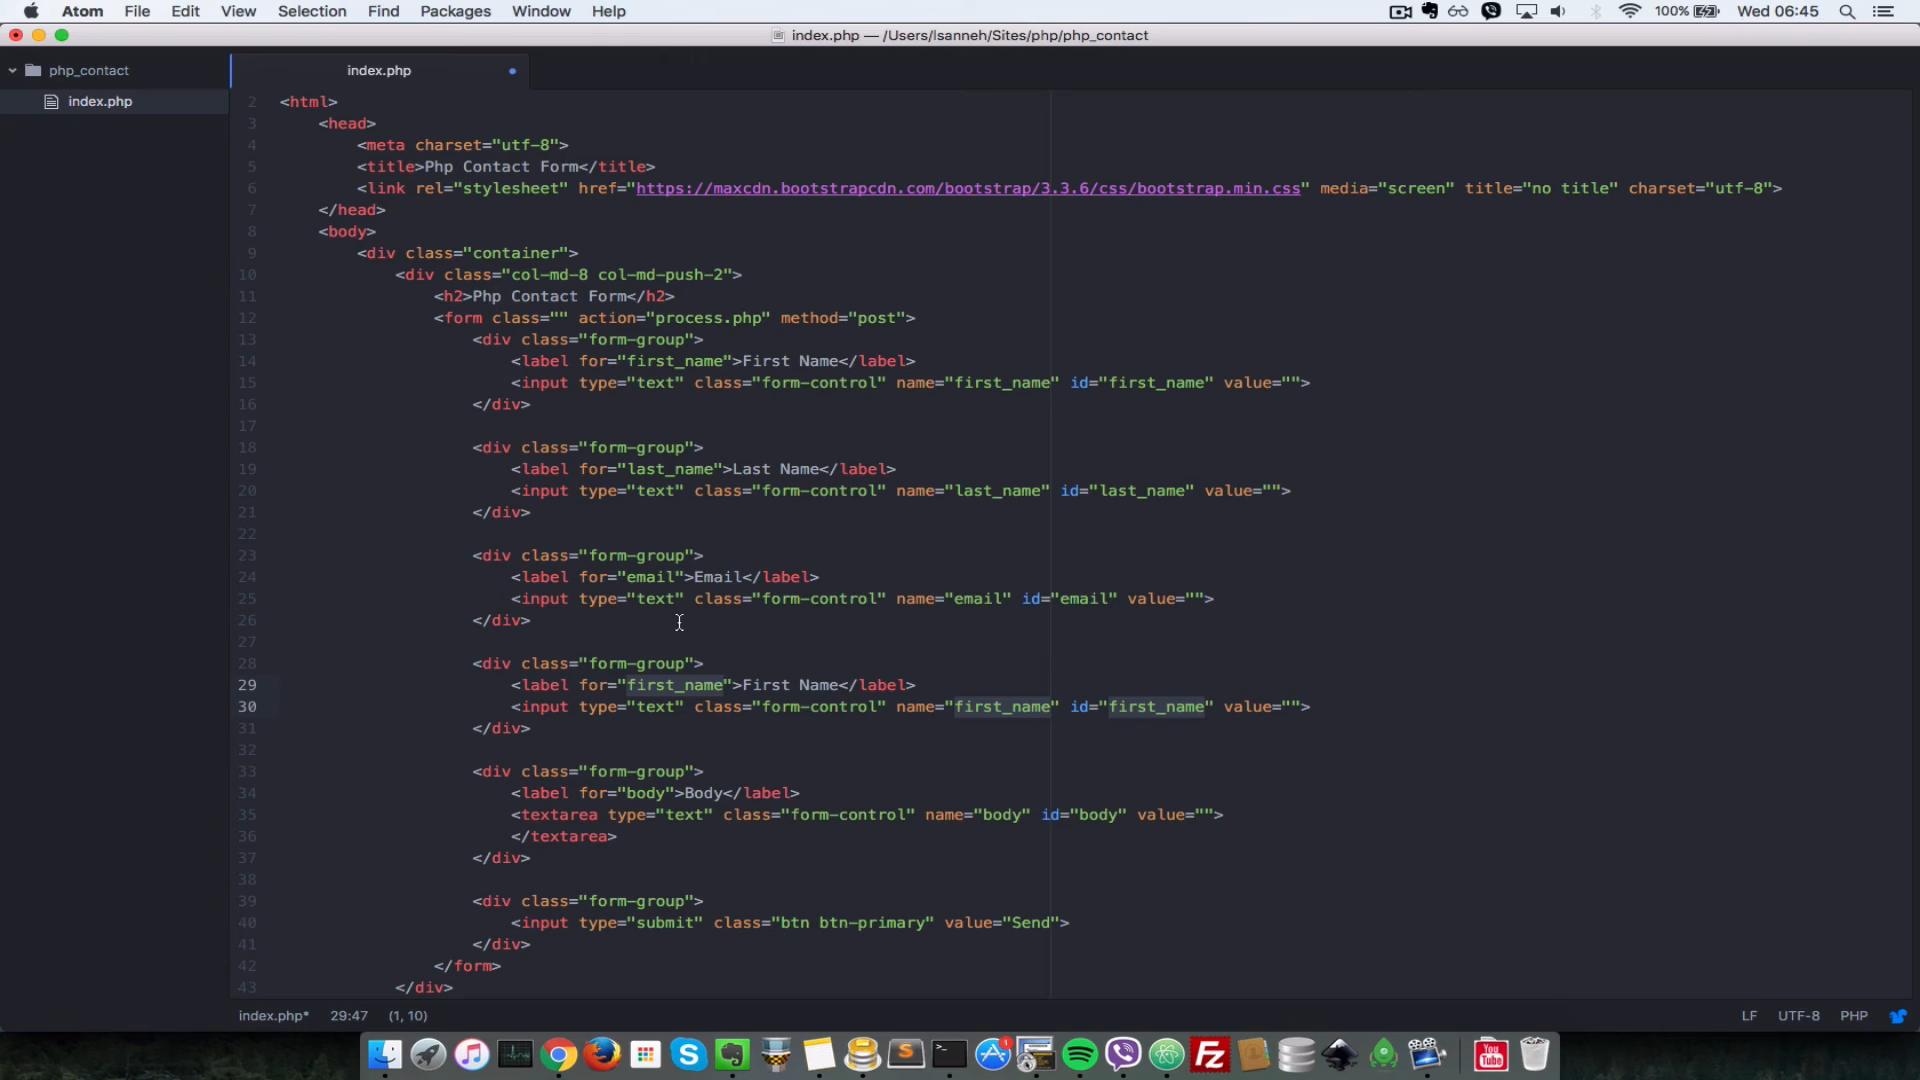 Atom File Edit View Selection Find Packages Window Help 100% Wed 06:45
index.php — /Users/lsanneh/Sites/php/php_contact
php_contact
index.php
index.php
2 <html>
3 <head>
4 <meta charset="utf-8">
5 <title>Php Contact Form</title>
6 <link rel="stylesheet" href="https://maxcdn.bootstrapcdn.com/bootstrap/3.3.6/css/bootstrap.min.css" media="screen" title="no title" charset="utf-8">
7 </head>
8 <body>
9 <div class="container">
10 <div class="col-md-8 col-md-push-2">
11 <h2>Php Contact Form</h2>
12 <form class="" action="process.php" method="post">
13 <div class="form-group">
14 <label for="first_name">First Name</label>
15 <input type="text" class="form-control" name="first_name" id="first_name" value="">
16 </div>
17
18 <div class="form-group">
19 <label for="last_name">Last Name</label>
20 <input type="text" class="form-control" name="last_name" id="last_name" value="">
21 </div>
22
23 <div class="form-group">
24 <label for="email">Email</label>
25 <input type="text" class="form-control" name="email" id="email" value="">
26 </div>
27
28 <div class="form-group">
29 <label for="first_name">First Name</label>
30 <input type="text" class="form-control" name="first_name" id="first_name" value="">
31 </div>
32
33 <div class="form-group">
34 <label for="body">Body</label>
35 <textarea type="text" class="form-control" name="body" id="body" value="">
36 </textarea>
37 </div>
38
39 <div class="form-group">
40 <input type="submit" class="btn btn-primary" value="Send">
41 </div>
42 </form>
43 </div>
index.php* 29:47 (1, 10) LF UTF-8 PHP
1
FZ
You Tube